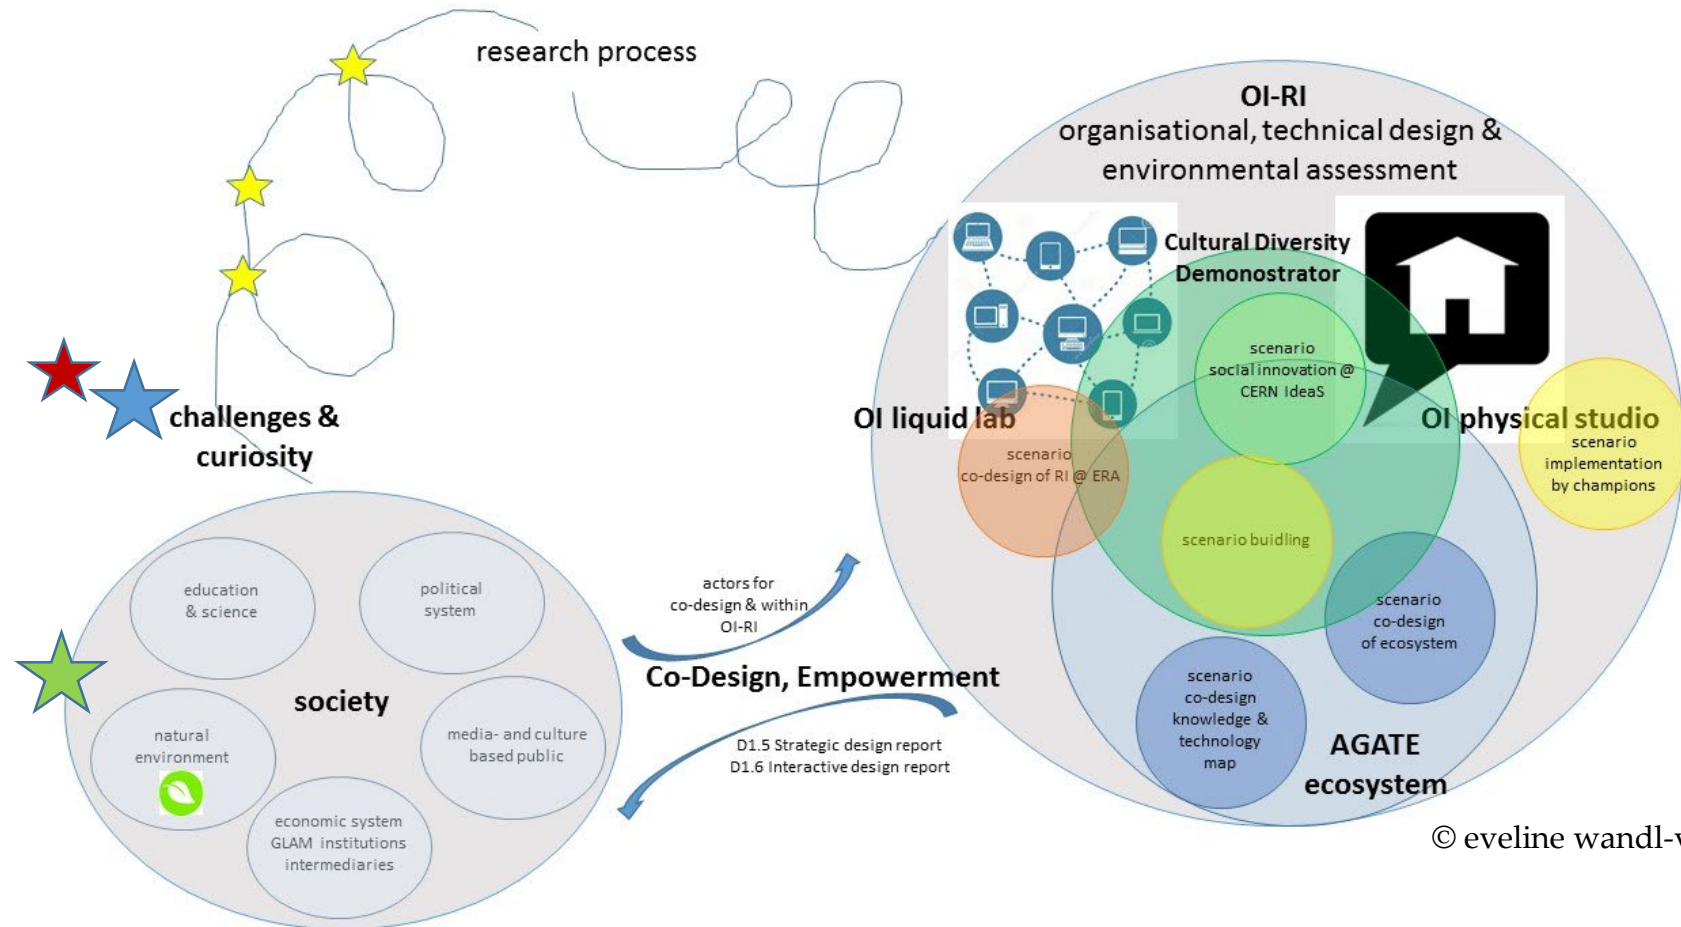 research process
OI-RI
organisational, technical design &
environmental assessment
Cultural Diversity
Demonostrator
scenario
social innovation @
CERN IdeaS
challenges &
curiosity
OI liquid lab
OI physical studio
scenario
co-design of RI @ ERA
scenario
implementation
by champions
scenario buidling
education
& science
political
system
actors for
co-design & within
OI-RI
scenario
co-design
of ecosystem
Co-Design, Empowerment
society
natural
environment
media- and culture
based public
scenario
co-design
knowledge &
technology
map
D1.5 Strategic design report
D1.6 Interactive design report
AGATE
ecosystem
economic system
GLAM institutions
intermediaries
© eveline wandl-